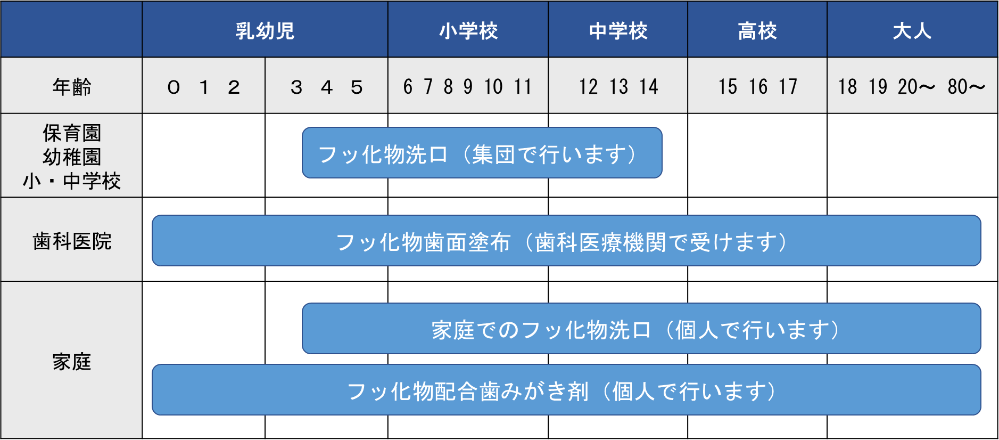 乳幼児 小学校 中学校 高校 大人
年齢 0 1 2 3 4 5 6 7 8 9 10 11 12 13 14 15 16 17 18 19 20～ 80～
保育園
幼稚園
小・中学校
フッ化物洗口（集団で行います）
歯科医院
フッ化物歯面塗布（歯科医療機関で受けます）
家庭
家庭でのフッ化物洗口（個人で行います）
フッ化物配合歯みがき剤（個人で行います）